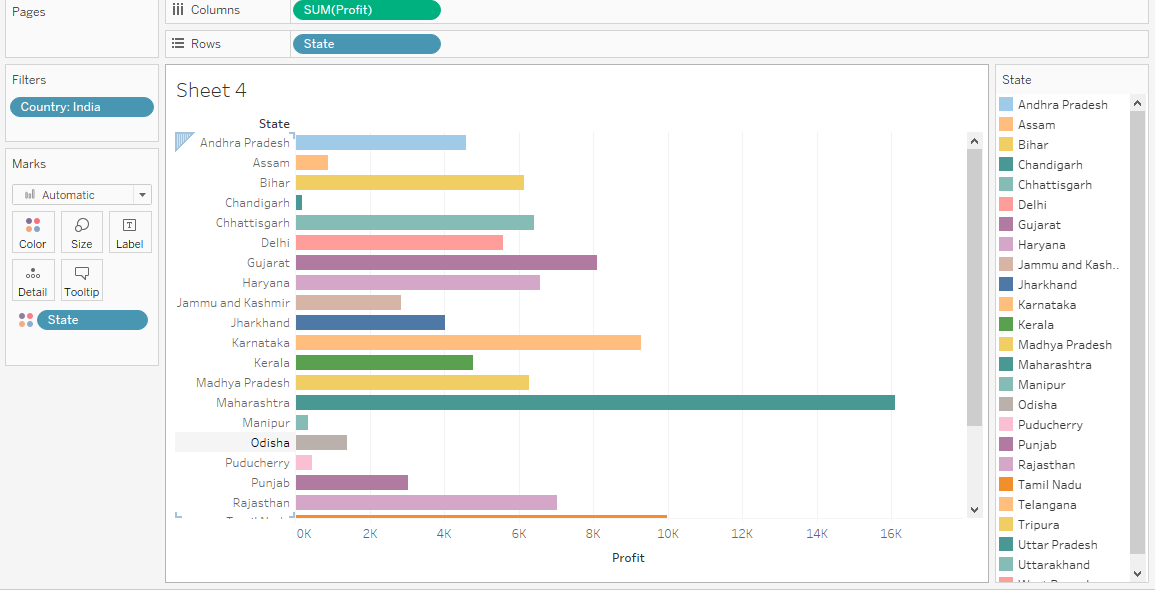 Pages
Columns
SUM(Profit)
Rows
State
Filters
Country: India
Marks
Automatic
Color
Size
Label
Detail
Tooltip
State
Sheet 4
State
Andhra Pradesh
Assam
Bihar
Chandigarh
Chhattisgarh
Delhi
Gujarat
Haryana
Jammu and Kashmir
Jharkhand
Karnataka
Kerala
Madhya Pradesh
Maharashtra
Manipur
Odisha
Puducherry
Punjab
Rajasthan
0K 2K 4K 6K 8K 10K 12K 14K 16K
Profit
State
Andhra Pradesh
Assam
Bihar
Chandigarh
Chhattisgarh
Delhi
Gujarat
Haryana
Jammu and Kash..
Jharkhand
Karnataka
Kerala
Madhya Pradesh
Maharashtra
Manipur
Odisha
Puducherry
Punjab
Rajasthan
Tamil Nadu
Telangana
Tripura
Uttar Pradesh
Uttarakhand